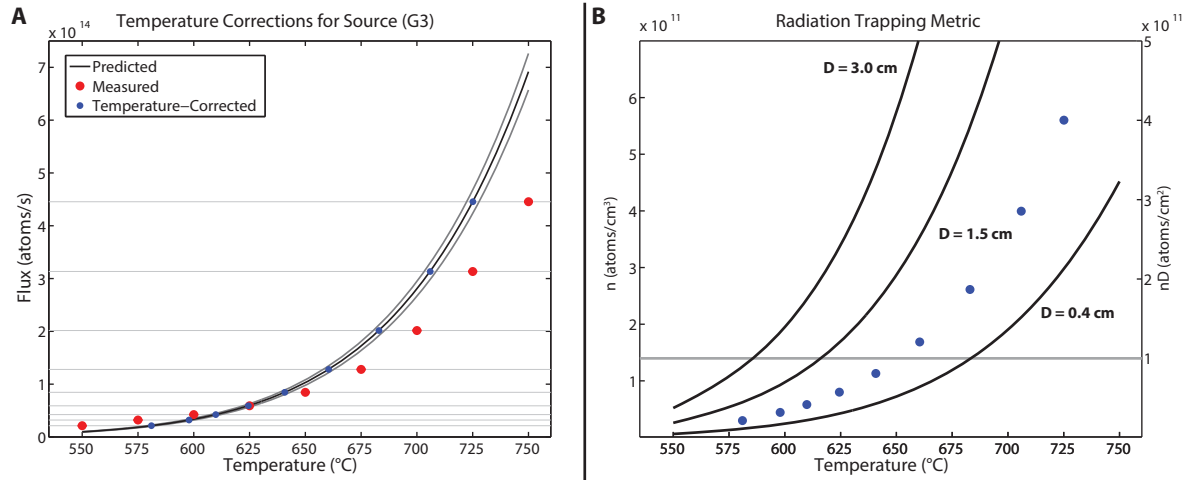 A
Temperature Corrections for Source (G3)
x 10^14
Flux (atoms/s)
7
6
5
4
3
2
1
0
Predicted
Measured
Temperature−Corrected
550 575 600 625 650 675 700 725 750
Temperature (°C)
B
Radiation Trapping Metric
x 10^11
x 10^11
n (atoms/cm³)
6
5
4
3
2
1
D = 3.0 cm
D = 1.5 cm
D = 0.4 cm
5
4
3
2
1
nD (atoms/cm²)
550 575 600 625 650 675 700 725 750
Temperature (°C)